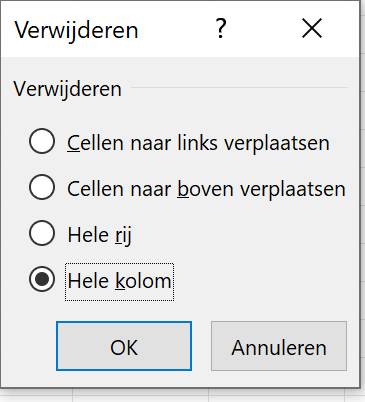 Verwijderen ?
Verwijderen
Cellen naar links verplaatsen
Cellen naar boven verplaatsen
Hele rij
Hele kolom
OK Annuleren